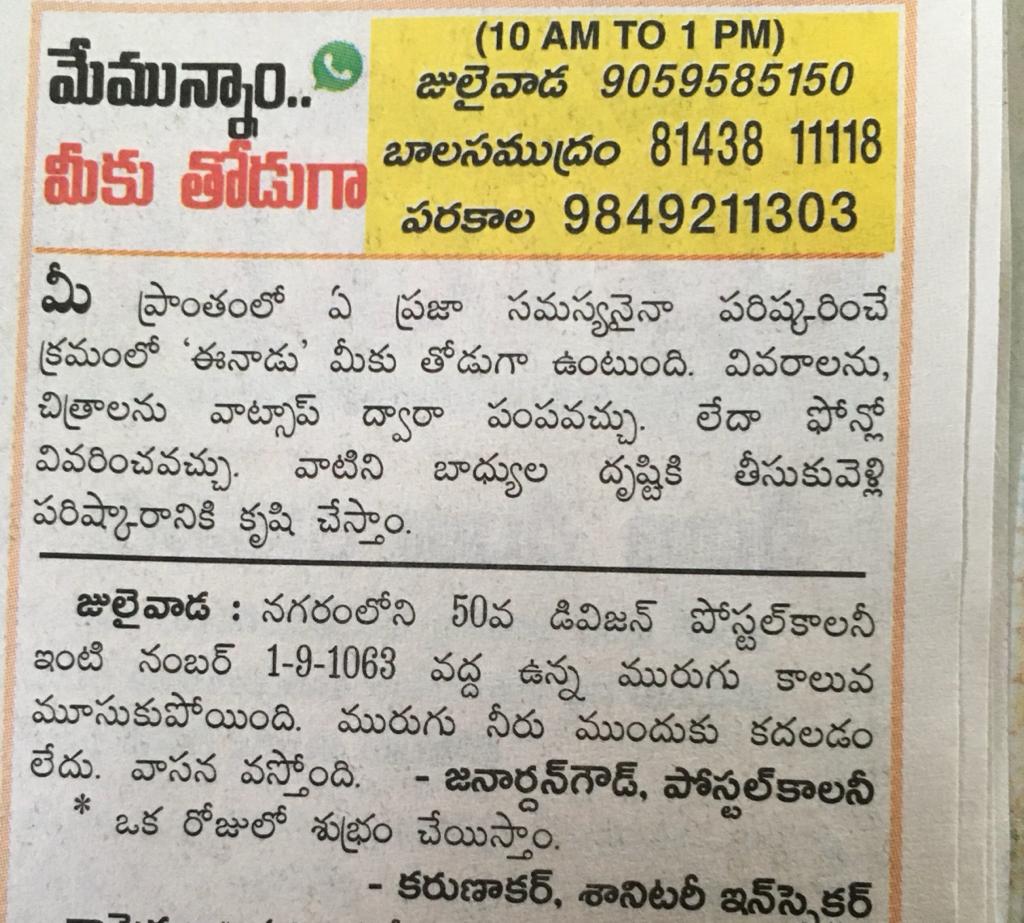 మేమున్నాం..
మీకు తోడుగా
(10 AM TO 1 PM)
జులైవాడ 9059585150
బాలసముద్రం 81438 11118
పరకాల 9849211303
మీ ప్రాంతంలో ఏ ప్రజా సమస్యనైనా పరిష్కరించే
క్రమంలో ‘ఈనాడు’ మీకు తోడుగా ఉంటుంది. వివరాలను,
చిత్రాలను వాట్సాప్ ద్వారా పంపవచ్చు. లేదా ఫోన్లో
వివరించవచ్చు. వాటిని బాధ్యుల దృష్టికి తీసుకువెళ్లి
పరిష్కారానికి కృషి చేస్తాం.
జులైవాడ : నగరంలోని 50వ డివిజన్ పోస్టల్‌కాలనీ
ఇంటి నంబర్ 1-9-1063 వద్ద ఉన్న మురుగు కాలువ
మూసుకుపోయింది. మురుగు నీరు ముందుకు కదలడం
లేదు. వాసన వస్తోంది. - జనార్దన్‌గౌడ్, పోస్టల్‌కాలనీ
* ఒక రోజులో శుభ్రం చేయిస్తాం.
- కరుణాకర్, శానిటరీ ఇన్‌స్పెకర్